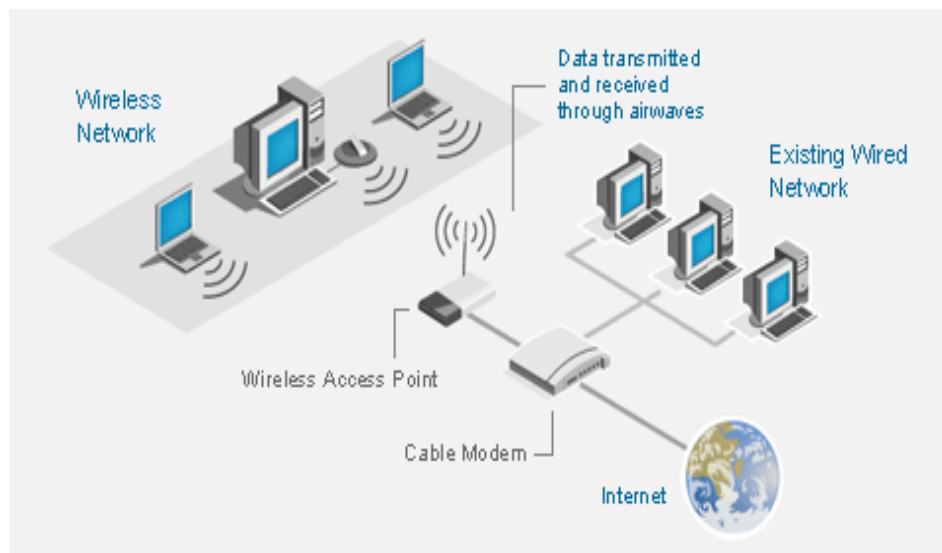 Wireless
Network
Data transmitted
and received
through airwaves
Existing Wired
Network
Wireless Access Point
Cable Modem
Internet